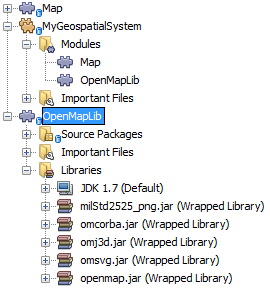 Map
MyGeospatialSystem
Modules
Map
OpenMapLib
Important Files
OpenMapLib
Source Packages
Important Files
Libraries
JDK 1.7 (Default)
milStd2525_png.jar (Wrapped Library)
omcorba.jar (Wrapped Library)
omj3d.jar (Wrapped Library)
omsvg.jar (Wrapped Library)
openmap.jar (Wrapped Library)